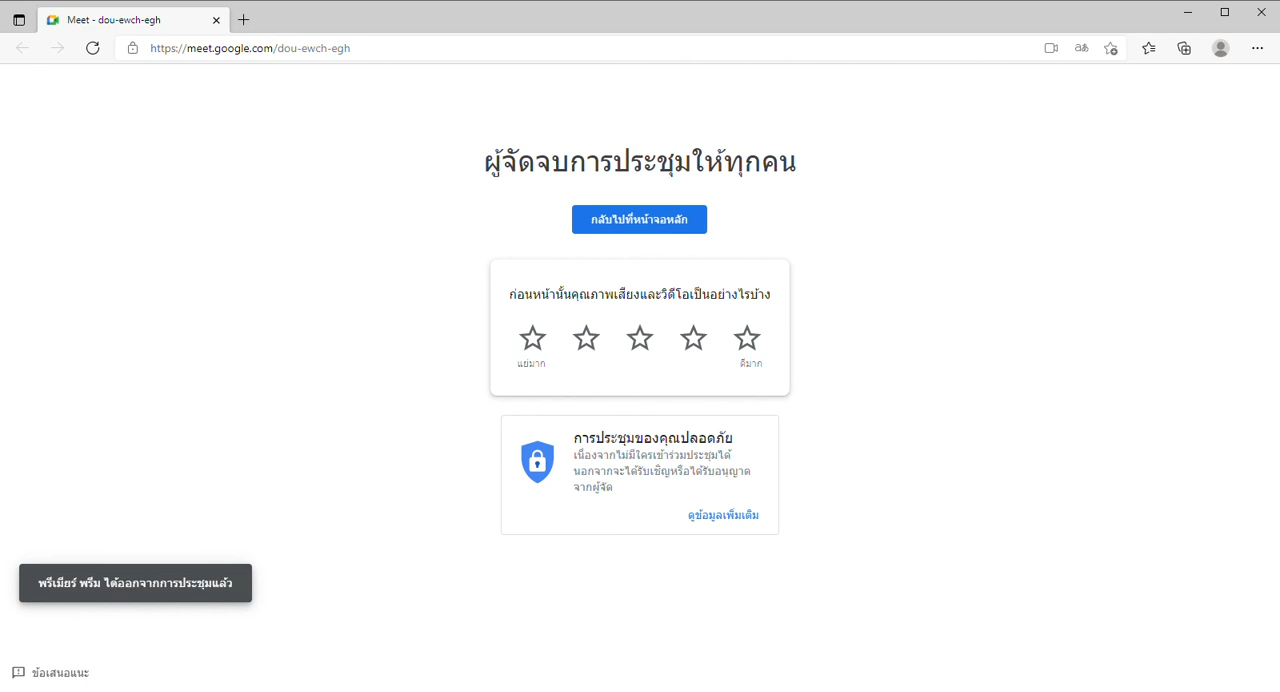 Meet - dou-ewch-egh
https://meet.google.com/dou-ewch-egh
ผู้จัดจบการประชุมให้ทุกคน
กลับไปที่หน้าจอหลัก
ก่อนหน้านั้นคุณภาพเสียงและวิดีโอเป็นอย่างไรบ้าง
แย่มาก
ดีมาก
การประชุมของคุณปลอดภัย
เนื่องจากไม่มีใครเข้าร่วมประชุมได้
นอกจากจะได้รับเชิญหรือได้รับอนุญาต
จากผู้จัด
ดูข้อมูลเพิ่มเติม
พรีเมียร์ พรีม ได้ออกจากการประชุมแล้ว
ข้อเสนอแนะ